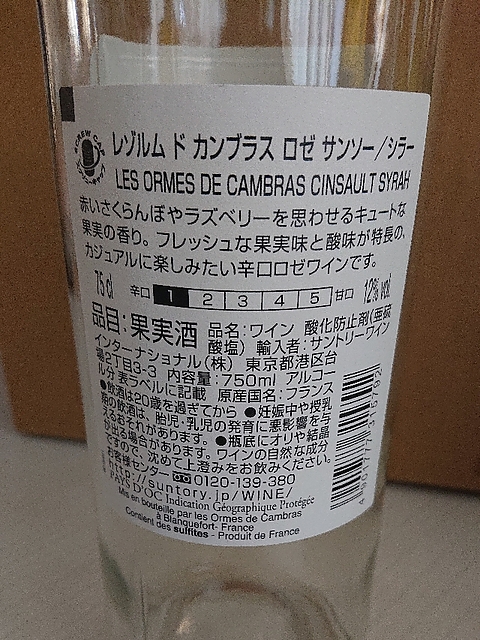 SCREW CAP
レゾルム ド カンブラス ロゼ サンソー/シラー
LES ORMES DE CAMBRAS CINSAULT SYRAH
赤いさくらんぼやラズベリーを思わせるキュートな
果実の香り。フレッシュな果実味と酸味が特長の、
カジュアルに楽しみたい辛口ロゼワインです。
75 cl 辛口 1 2 3 4 5 甘口 12% vol.
品目:果実酒 品名:ワイン 酸化防止剤(亜硫
酸塩) 輸入者:サントリーワイン
インターナショナル(株) 東京都港区台
場2丁目3-3 内容量:750ml アルコー
ル分 表ラベルに記載 原産国名:フランス
●飲酒は20歳を過ぎてから ●妊娠中や授乳
期の飲酒は、胎児・乳児の発育に悪影響を与
えるおそれがあります。 ●瓶底にオリや結晶
がある場合があります。ワインの自然な成分
ですので、沈めて上澄みをお飲みください。
お客様センター 0120-139-380
http://suntory.jp/WINE/
PAYS D'OC Indication Géographique Protégée
Mis en bouteille par les Ormes de Cambras
à Blanquefort- France
Contient des sulfites - Produit de France